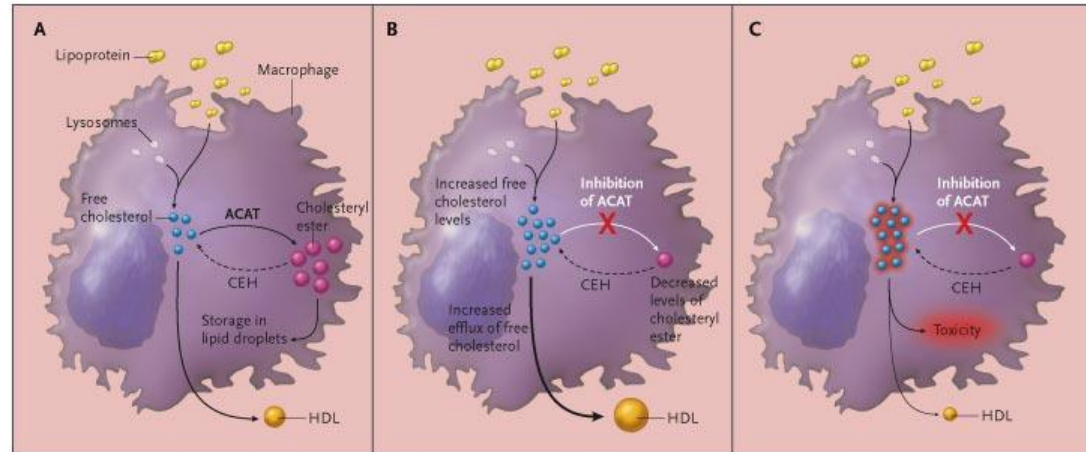 A
Lipoprotein
Macrophage
Lysosomes
Free
cholesterol
ACAT
Cholesteryl
ester
CEH
Storage in
lipid droplets
HDL
B
Increased free
cholesterol
levels
Inhibition
of ACAT
X
CEH
Increased
efflux of free
cholesterol
Decreased
levels of
cholesteryl
ester
HDL
C
Inhibition
of ACAT
X
CEH
Toxicity
HDL